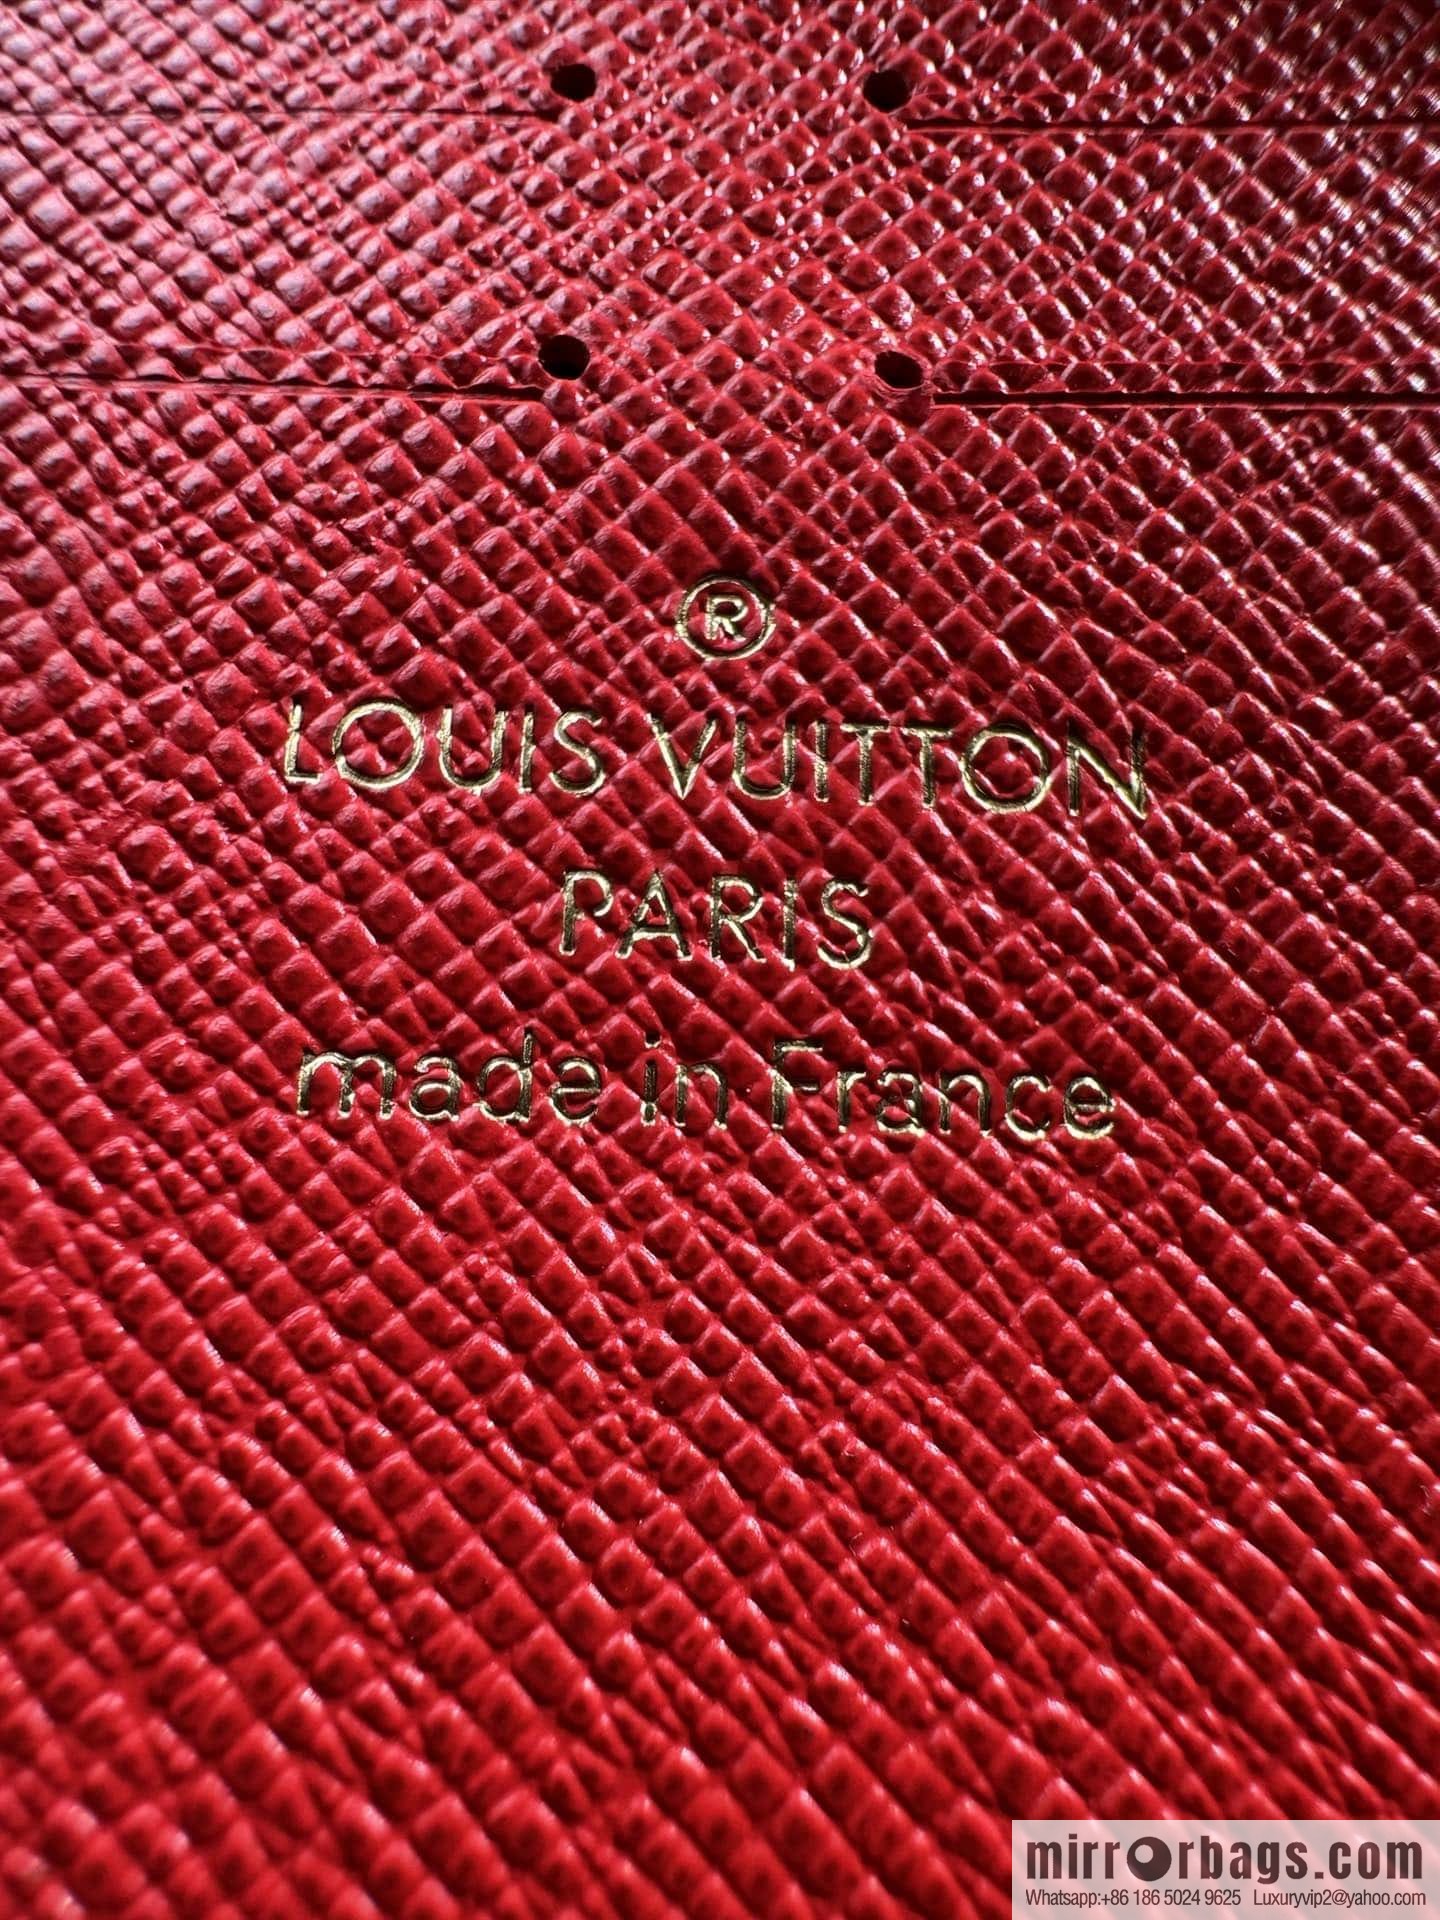 ®
LOUIS VUITTON
PARIS
made in France
mirrorbags.com
Whatsapp:+86 186 5024 9625 Luxuryvip2@yahoo.com